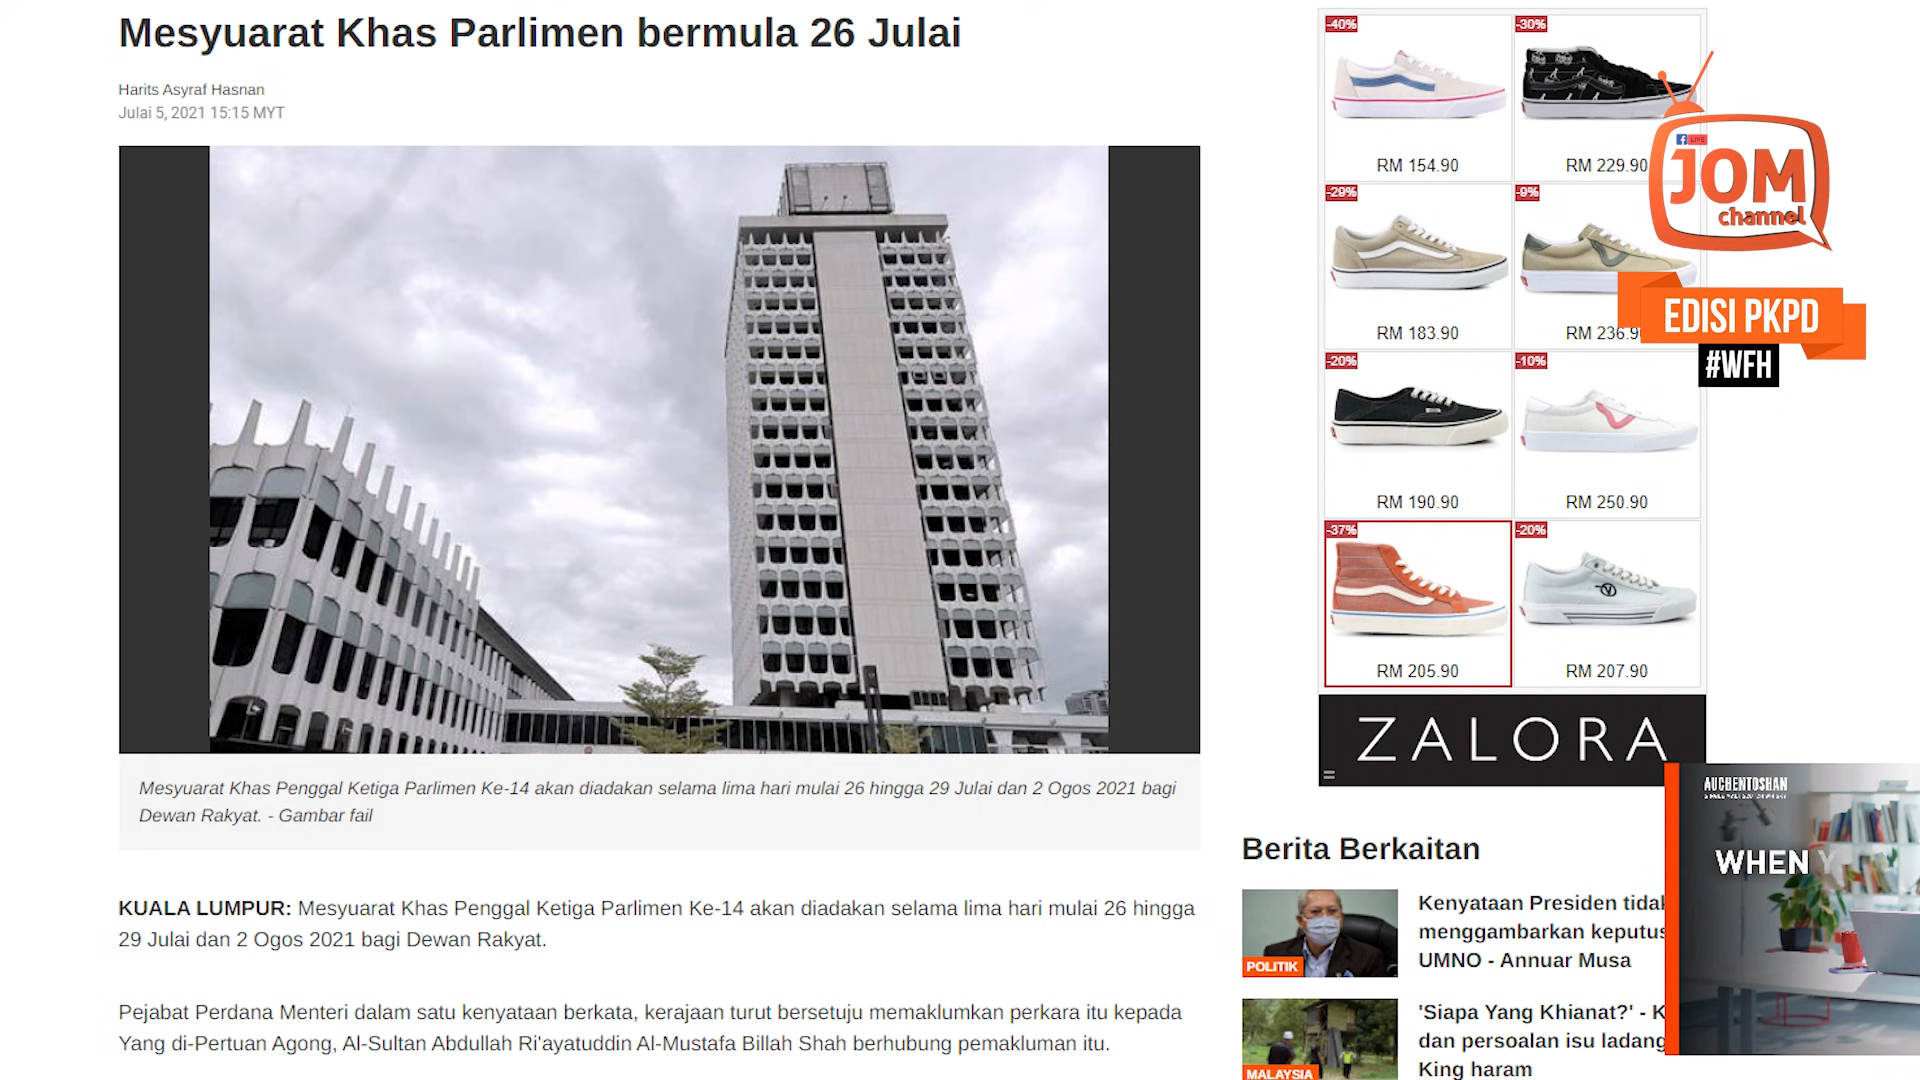 Mesyuarat Khas Parlimen bermula 26 Julai
Harits Asyraf Hasnan
Julai 5, 2021 15:15 MYT
Mesyuarat Khas Penggal Ketiga Parlimen Ke-14 akan diadakan selama lima hari mulai 26 hingga 29 Julai dan 2 Ogos 2021 bagi
Dewan Rakyat. - Gambar fail
KUALA LUMPUR: Mesyuarat Khas Penggal Ketiga Parlimen Ke-14 akan diadakan selama lima hari mulai 26 hingga
29 Julai dan 2 Ogos 2021 bagi Dewan Rakyat.
Pejabat Perdana Menteri dalam satu kenyataan berkata, kerajaan turut bersetuju memaklumkan perkara itu kepada
Yang di-Pertuan Agong, Al-Sultan Abdullah Ri'ayatuddin Al-Mustafa Billah Shah berhubung pemakluman itu.
-40% -30%
RM 154.90 RM 229.90
-29% -9%
RM 183.90 RM 236.90
-20% -10%
RM 190.90 RM 250.90
-37% -20%
RM 205.90 RM 207.90
ZALORA
LIVE
JOM
channel
EDISI PKPD
#WFH
AUCHENTOSHAN
WHEN Y
Berita Berkaitan
POLITIK
Kenyataan Presiden tidak
menggambarkan keputus
UMNO - Annuar Musa
MALAYSIA
'Siapa Yang Khianat?' - K
dan persoalan isu ladang
King haram